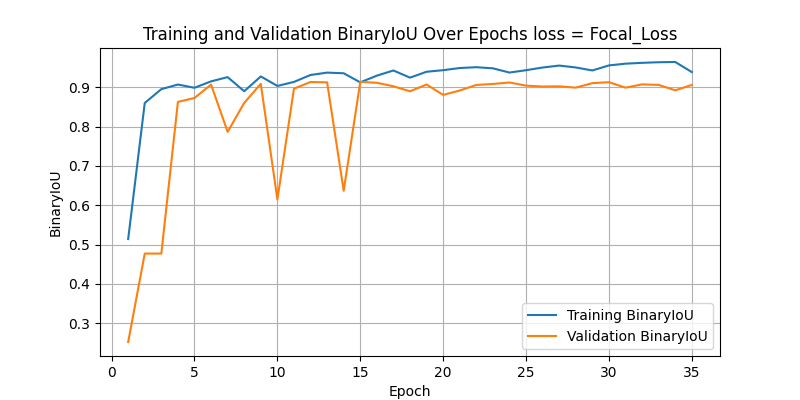 Training and Validation BinaryIoU Over Epochs loss = Focal_Loss
BinaryIoU
0.9
0.8
0.7
0.6
0.5
0.4
0.3
0 5 10 15 20 25 30 35
Epoch
Training BinaryIoU
Validation BinaryIoU